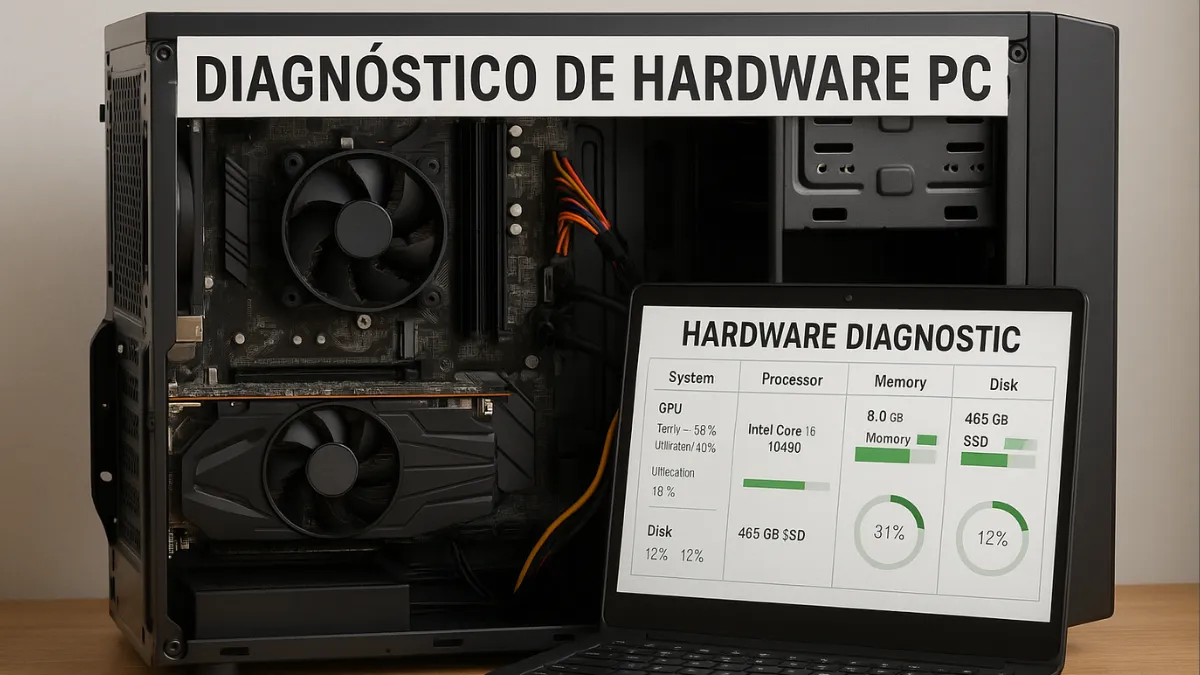 DIAGNÓSTICO DE HARDWARE PC
HARDWARE DIAGNOSTIC
System
Processor
Memory
Disk
GPU
Terrly – 58 %
Utiliraten/ 40%
Ulfiecation
18 %
Disk
12% 12%
Intel Core 16
10490
465 GB $SD
8.0 GB
Momory
31%
465 GB
SSD
12%